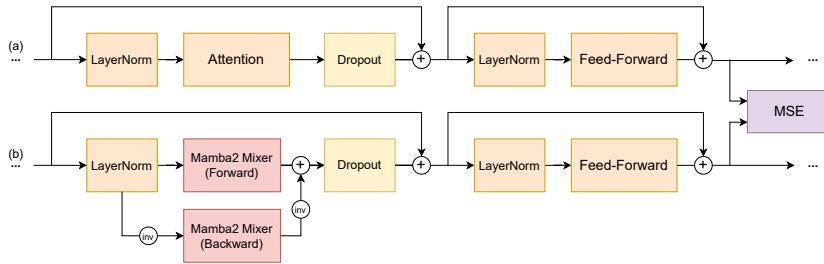 (a)
...
LayerNorm
Attention
Dropout
+
LayerNorm
Feed-Forward
+
...
MSE
(b)
...
LayerNorm
Mamba2 Mixer
(Forward)
+
Dropout
+
LayerNorm
Feed-Forward
+
...
inv
Mamba2 Mixer
(Backward)
inv